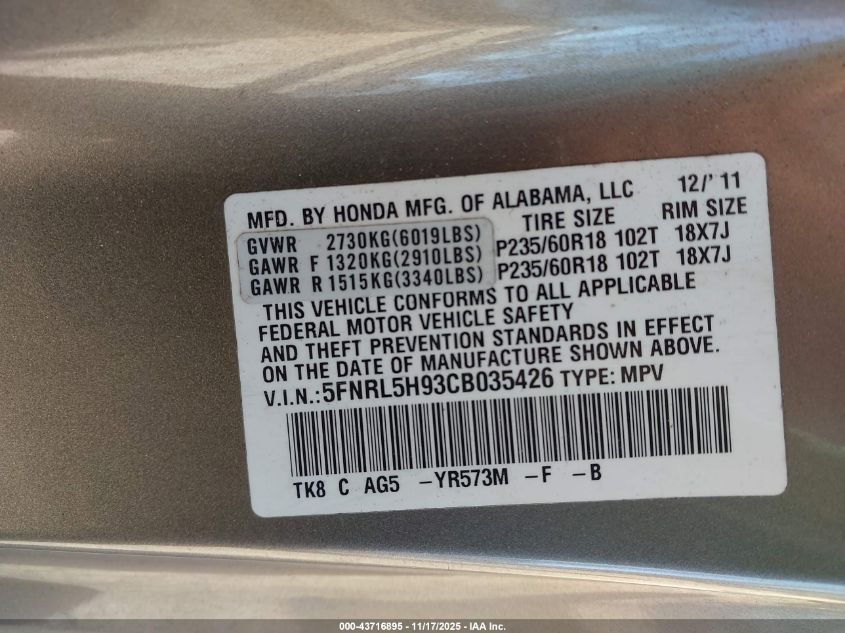 MFD. BY HONDA MFG. OF ALABAMA, LLC 12/'11
TIRE SIZE RIM SIZE
GVWR 2730KG(6019LBS)
GAWR F 1320KG(2910LBS) P235/60R18 102T 18X7J
GAWR R 1515KG(3340LBS) P235/60R18 102T 18X7J
THIS VEHICLE CONFORMS TO ALL APPLICABLE
FEDERAL MOTOR VEHICLE SAFETY
AND THEFT PREVENTION STANDARDS IN EFFECT
ON THE DATE OF MANUFACTURE SHOWN ABOVE.
V.I.N.:5FNRL5H93CB035426 TYPE: MPV
TK8 C AG5 -YR573M -F -B
000-43716895 - 11/17/2025 - IAA Inc.